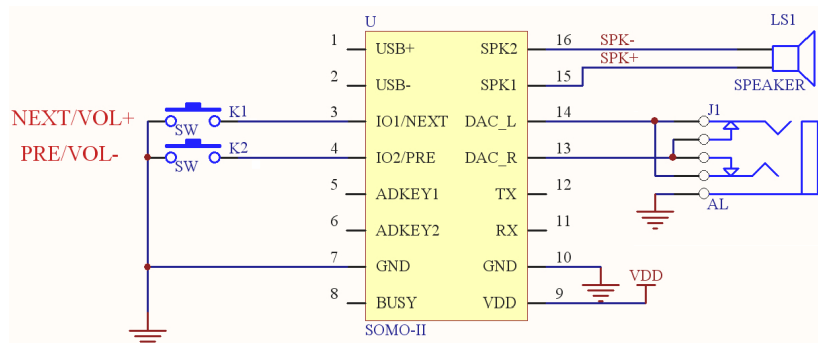 U
LS1
1 USB+ SPK2 16 SPK-
2 USB- SPK1 15 SPK+
SPEAKER
NEXT/VOL+ SW K1 3 IO1/NEXT DAC_L 14 J1
PRE/VOL- SW K2 4 IO2/PRE DAC_R 13
5 ADKEY1 TX 12
AL
6 ADKEY2 RX 11
7 GND GND 10
VDD
8 BUSY VDD 9
SOMO-II